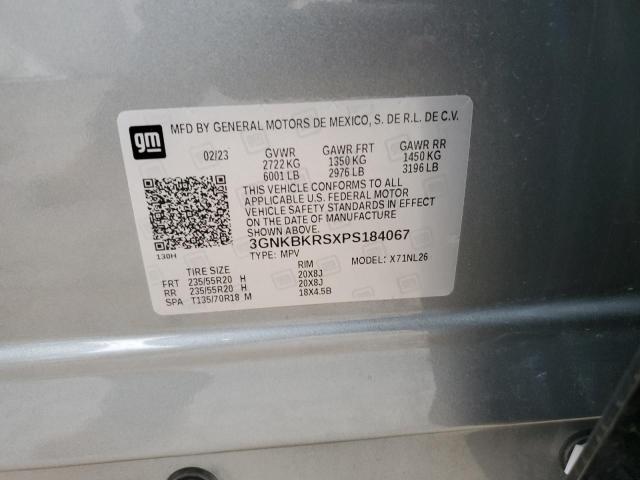 gm
MFD BY GENERAL MOTORS DE MEXICO, S. DE R.L. DE C.V.
02/23 GVWR GAWR FRT GAWR RR
2722 KG 1350 KG 1450 KG
6001 LB 2976 LB 3196 LB
THIS VEHICLE CONFORMS TO ALL
APPLICABLE U.S. FEDERAL MOTOR
VEHICLE SAFETY STANDARDS IN EFFECT
ON THE DATE OF MANUFACTURE
SHOWN ABOVE.
3GNKBKRSXPS184067
130H
TYPE: MPV MODEL: X71NL26
TIRE SIZE RIM
FRT 235/55R20 H 20X8J
RR 235/55R20 H 20X8J
SPA T135/70R18 M 18X4.5B